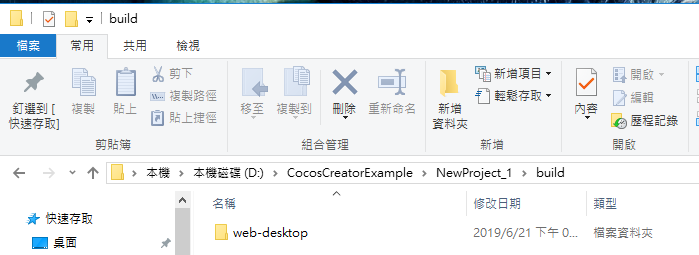 build
檔案 常用 共用 檢視
釘選到 [快速存取]
複製
貼上
剪下
複製路徑
貼上捷徑
剪貼簿
移至
複製到
刪除
重新命名
組合管理
新增資料夾
新增項目
輕鬆存取
新增
內容
開啟
編輯
歷程記錄
開啟
本機 > 本機磁碟 (D:) > CocosCreatorExample > NewProject_1 > build
快速存取
桌面
名稱 修改日期 類型
web-desktop 2019/6/21 下午 0... 檔案資料夾